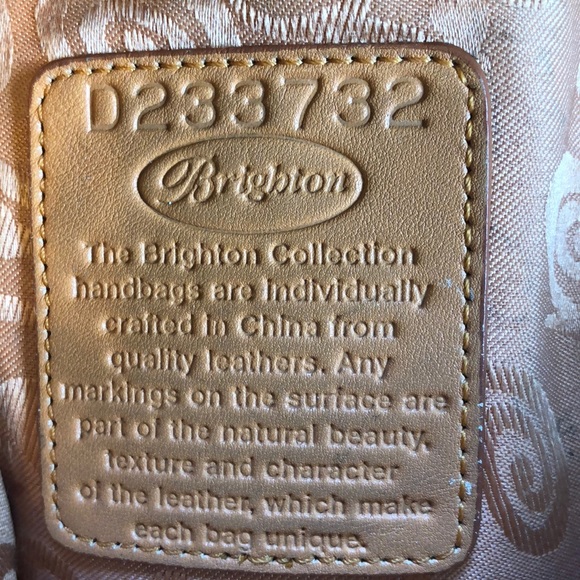 D233732
Brighton
The Brighton Collection
handbags are individually
crafted in China from
quality leathers. Any
markings on the surface are
part of the natural beauty,
texture and character
of the leather, which make
each bag unique.